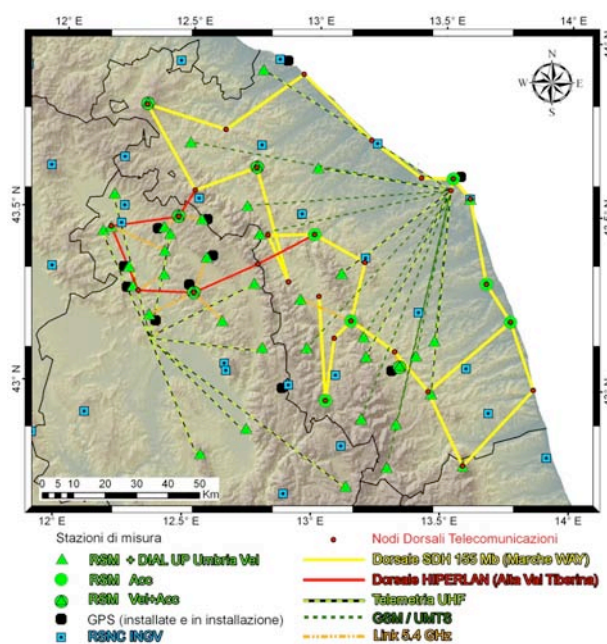 12° E 12.5° E 13° E 13.5° E 14° E
N
W E
S
43.5° N 43.5° N
43° N
0 5 10 20 30 40 50
Km
12° E 12.5° E 13° E 13.5° E 14° E
Stazioni di misura
RSM + DIAL UP Umbria Vel
RSM Acc
RSM Vel+Acc
GPS (installate e in installazione)
RSNC INGV
Nodi Dorsali Telecomunicazioni
Dorsale SDH 155 Mb (Marche WAY)
Dorsale HIPERLAN (Alta Val Tiberina)
Telemetria UHF
GSM / UMTS
Link 5.4 GHz